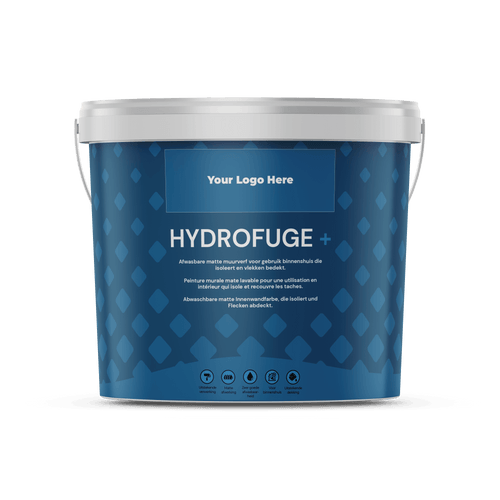 Your Logo Here
HYDROFUGE +
Afwasbare matte muurverf voor gebruik binnenshuis die
isoleert en vlekken bedekt.
Peinture murale mate lavable pour une utilisation en
intérieur qui isole et recouvre les taches.
Abwaschbare matte Innenwandfarbe, die isoliert und
Flecken abdeckt.